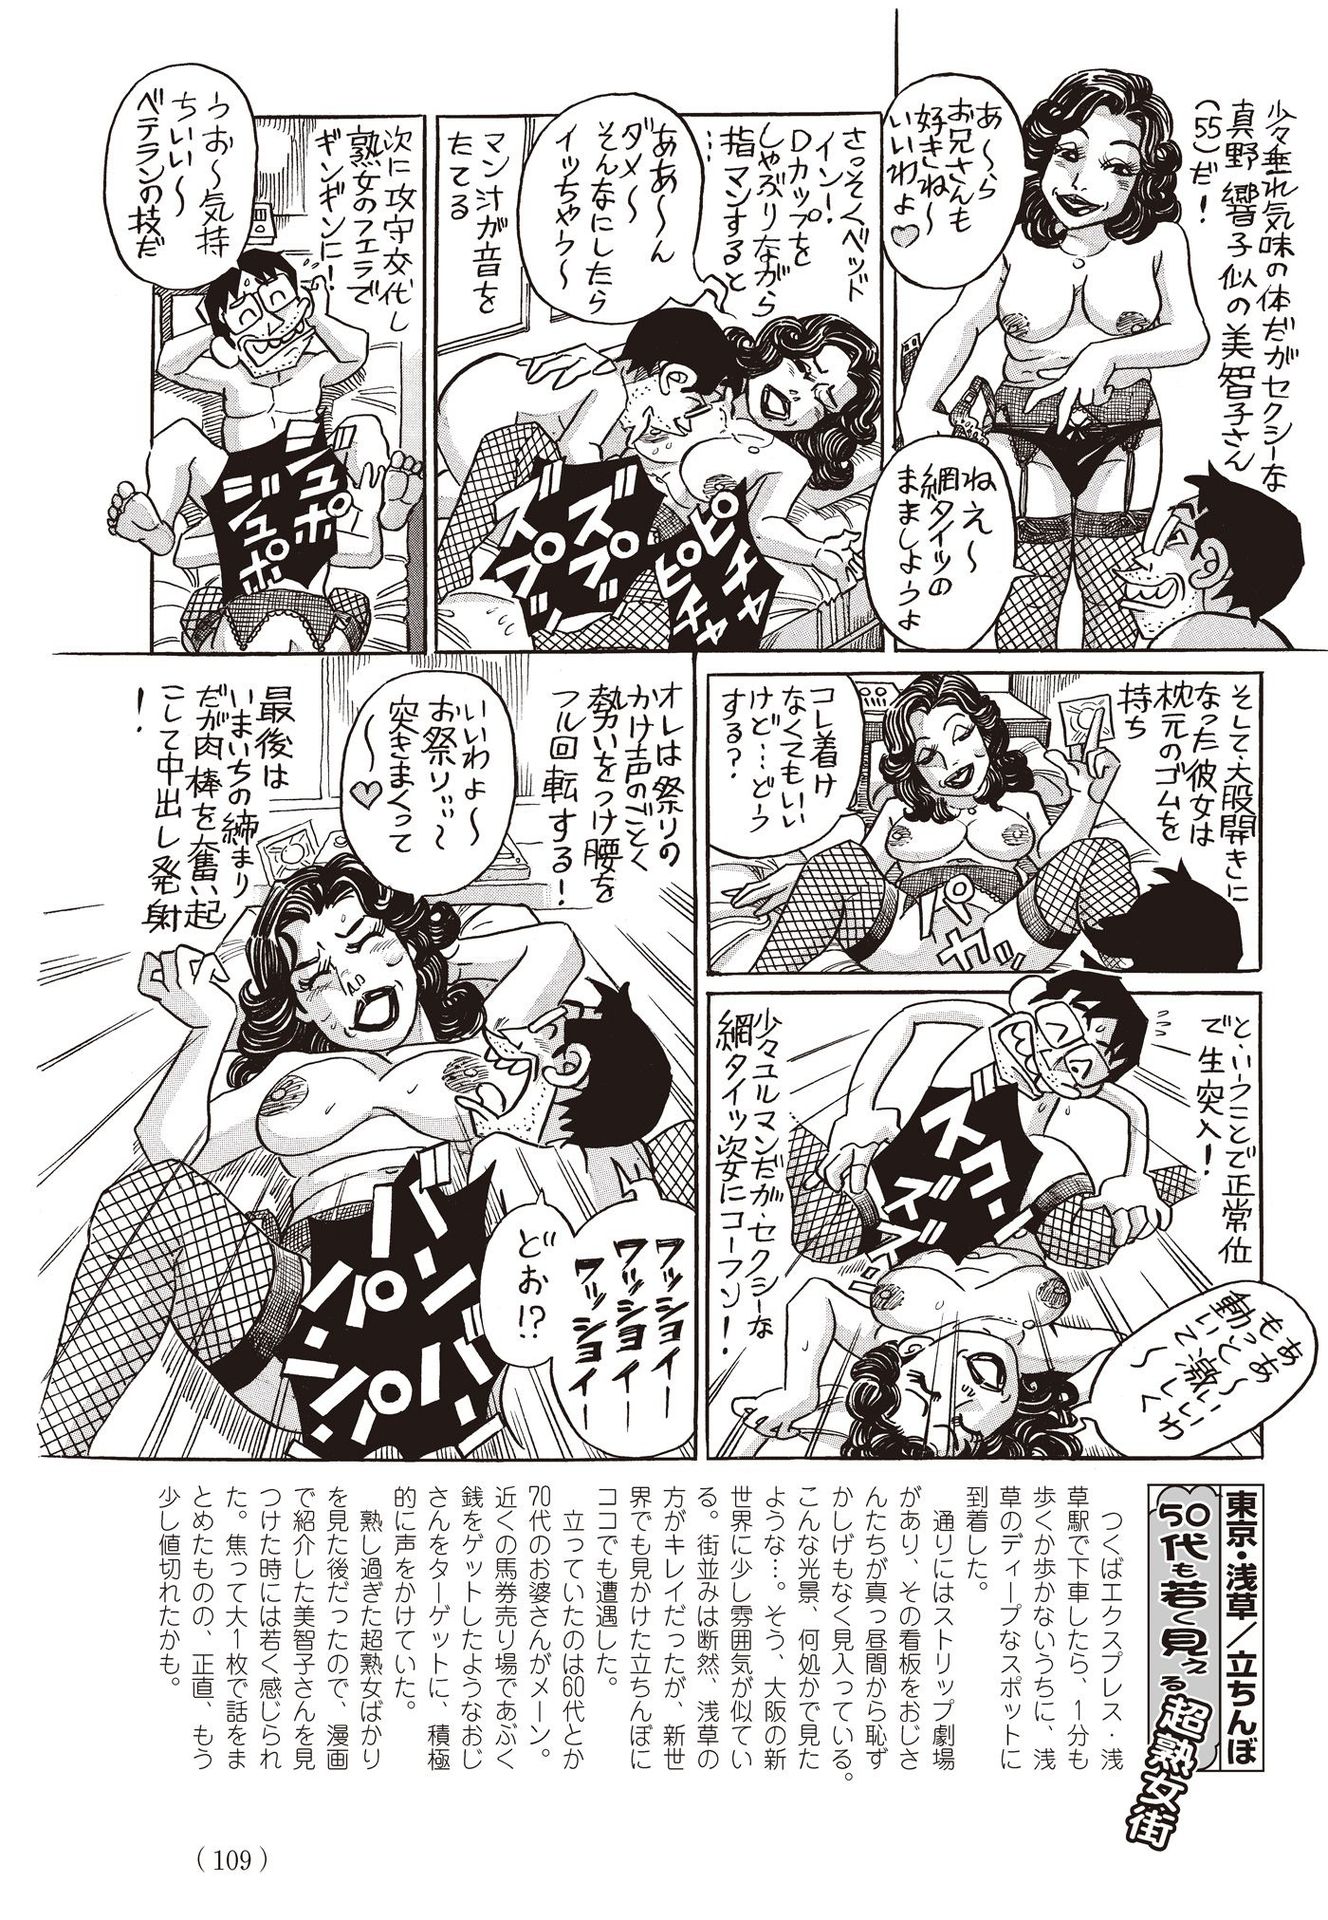 少々垂れ気味の体だがセクシーな
真野響子似の美智子さん
(55)だ!
あ〜らお兄さんも
好きね〜
いいわよ♡
ねえ〜
網タイツの
ままましようよ
さっそくベッド
イン!
Dカップを
しゃぶりながら
指マンすると
…
ああ〜ん
ダメ〜
そんなにしたら
イッちゃう〜
マン汁が音を
たてる
ズブ
ズブ
ピチャ
ピチャ
次に攻守交代し
熟女のフェラで
ギンギンに!
うお〜気持
ちいい〜
ベテランの技だ
ジュポ
ジュポ
そして、大股開きに
なった彼女は
枕元のゴムを
持ち
コレ着け
なくてもいい
けど…どう
する?
パカッ
と、いうことで正常位
で生突入!
ズコン
ズズズ
少々ユルマンだが、セクシーな
網タイツ姿にコーフン!
もあ
動っあ〜
いと〜
て激いわ
〜しく
オレは祭りの
かけ声のごとく
勢いをつけ腰を
フル回転する!
いいわよ〜
お祭りぃ〜
突きまくって
〜♡
ワッショイー
ワッショイー
ワッショイー
どお!?
バンバン
パンパン
最後は
いまいちの締まり
だが肉棒を奮い起
こして中出し発射
!
東京・浅草/立ちんぼ
50代も若く見える超熟女街
つくばエクスプレス・浅
草駅で下車したら、1分も
歩くか歩かないうちに、浅
草のディープなスポットに
到着した。
通りにはストリップ劇場
があり、その看板をおじさ
んたちが真っ昼間から恥ず
かしげもなく見入っている。
こんな光景、何処かで見た
ような…。そう、大阪の新
世界に少し雰囲気が似てい
る。街並みは断然、浅草の
方がキレイだったが、新世
界でも見かけた立ちんぼに
ココでも遭遇した。
立っていたのは60代とか
70代のお婆さんがメーン。
近くの馬券売り場であぶく
銭をゲットしたようなおじ
さんをターゲットに、積極
的に声をかけていた。
熟し過ぎた超熟女ばかり
を見た後だったので、漫画
で紹介した美智子さんを見
つけた時には若く感じられ
た。焦って大1枚で話をま
とめたものの、正直、もう
少し値切れたかも。
(109)